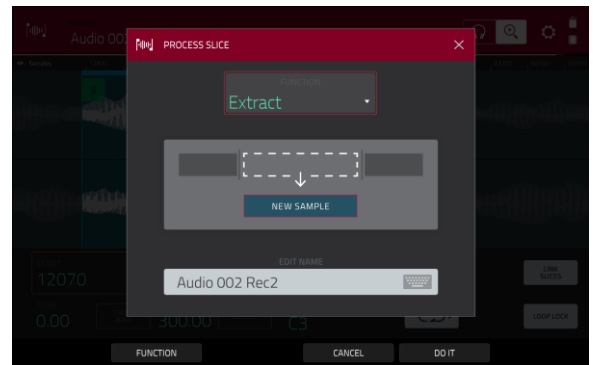 Audio 002
PROCESS SLICE
FUNCTION
Extract
NEW SAMPLE
EDIT NAME
Audio 002 Rec2
START
12070
LINK
SLICES
0.00
300.00
C3
LOOP LOCK
FUNCTION
CANCEL
DO IT